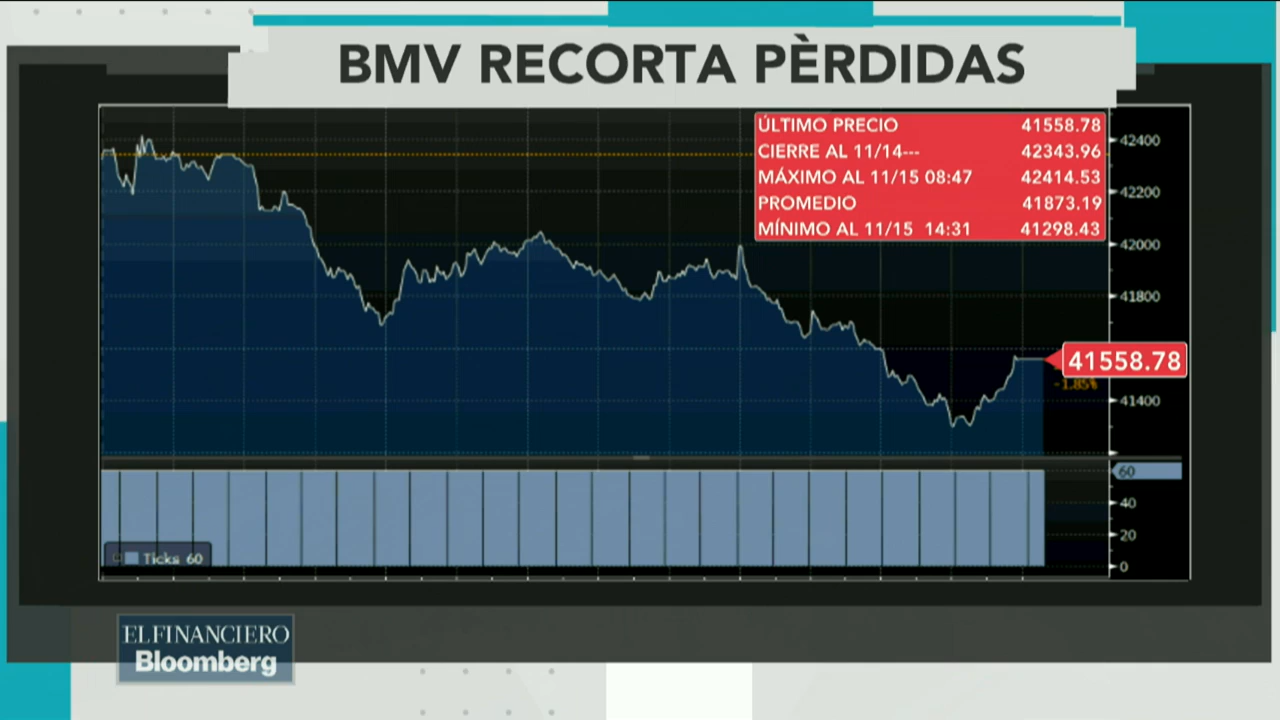 BMV RECORTA PÈRDIDAS
ÚLTIMO PRECIO 41558.78
CIERRE AL 11/14--- 42343.96
MÁXIMO AL 11/15 08:47 42414.53
PROMEDIO 41873.19
MÍNIMO AL 11/15 14:31 41298.43
42400
42200
42000
41800
41558.78
-1.85%
41400
60
40
20
0
Ticks 60
EL FINANCIERO
Bloomberg